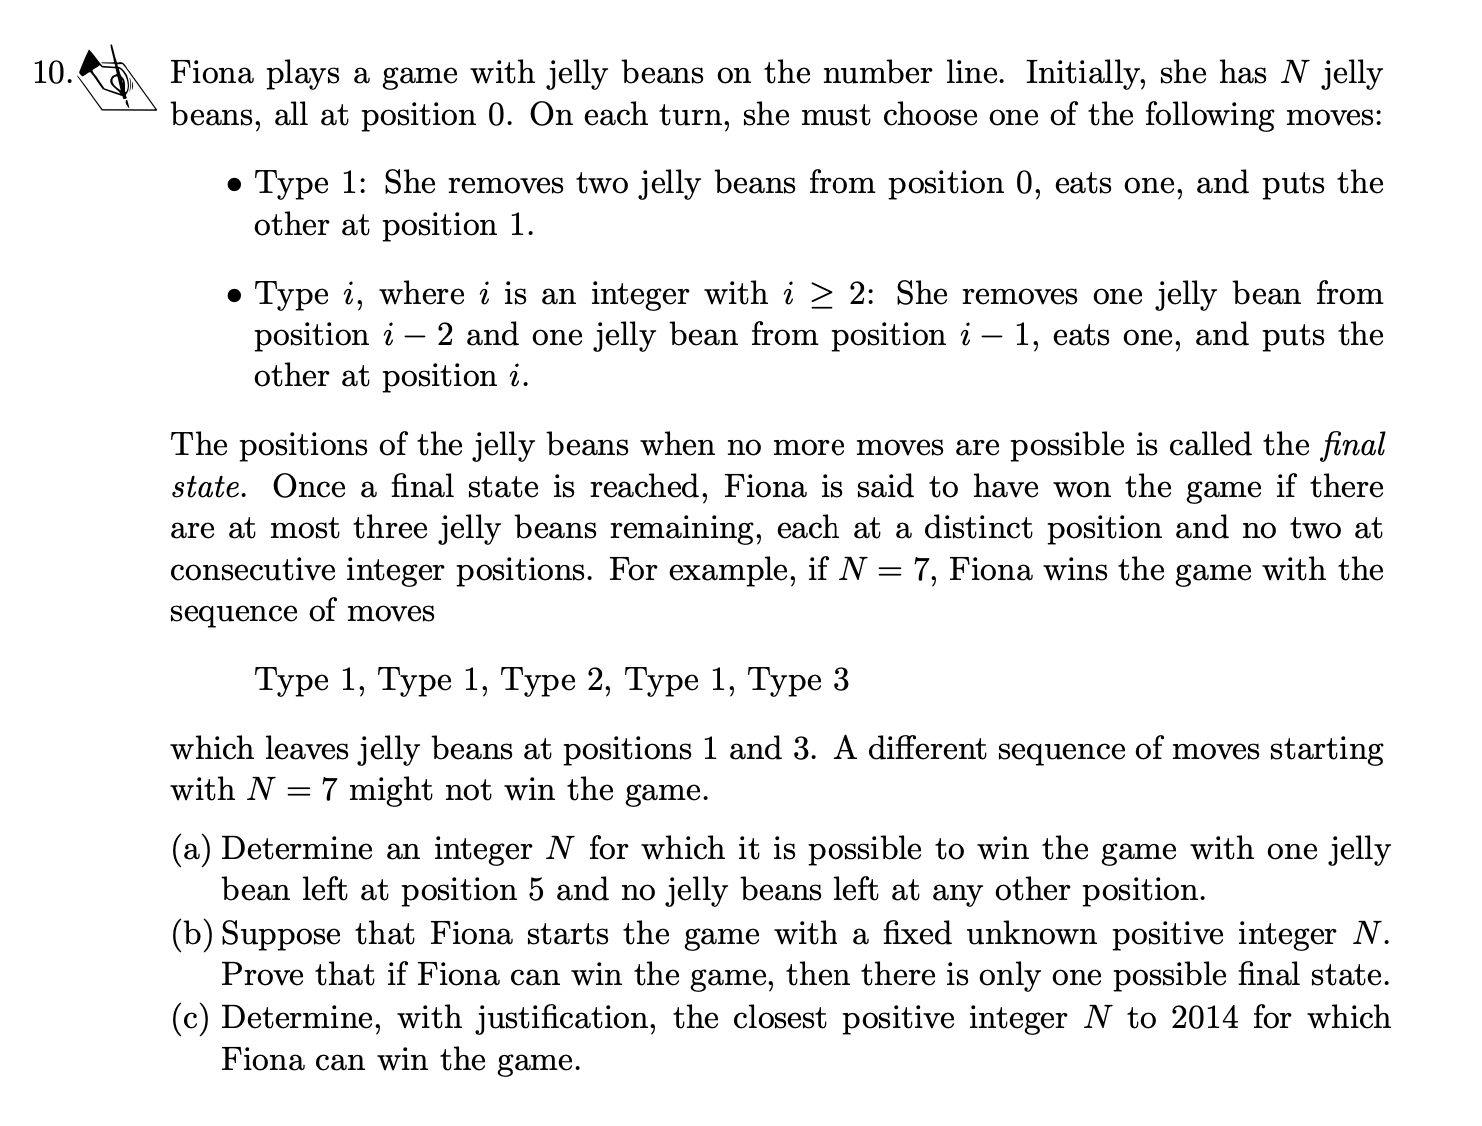 10. Fiona plays a game with jelly beans on the number line. Initially, she has N jelly
beans, all at position 0. On each turn, she must choose one of the following moves:
• Type 1: She removes two jelly beans from position 0, eats one, and puts the
other at position 1.
• Type i, where i is an integer with i ≥ 2: She removes one jelly bean from
position i − 2 and one jelly bean from position i − 1, eats one, and puts the
other at position i.
The positions of the jelly beans when no more moves are possible is called the final
state. Once a final state is reached, Fiona is said to have won the game if there
are at most three jelly beans remaining, each at a distinct position and no two at
consecutive integer positions. For example, if N = 7, Fiona wins the game with the
sequence of moves
Type 1, Type 1, Type 2, Type 1, Type 3
which leaves jelly beans at positions 1 and 3. A different sequence of moves starting
with N = 7 might not win the game.
(a) Determine an integer N for which it is possible to win the game with one jelly
bean left at position 5 and no jelly beans left at any other position.
(b) Suppose that Fiona starts the game with a fixed unknown positive integer N.
Prove that if Fiona can win the game, then there is only one possible final state.
(c) Determine, with justification, the closest positive integer N to 2014 for which
Fiona can win the game.